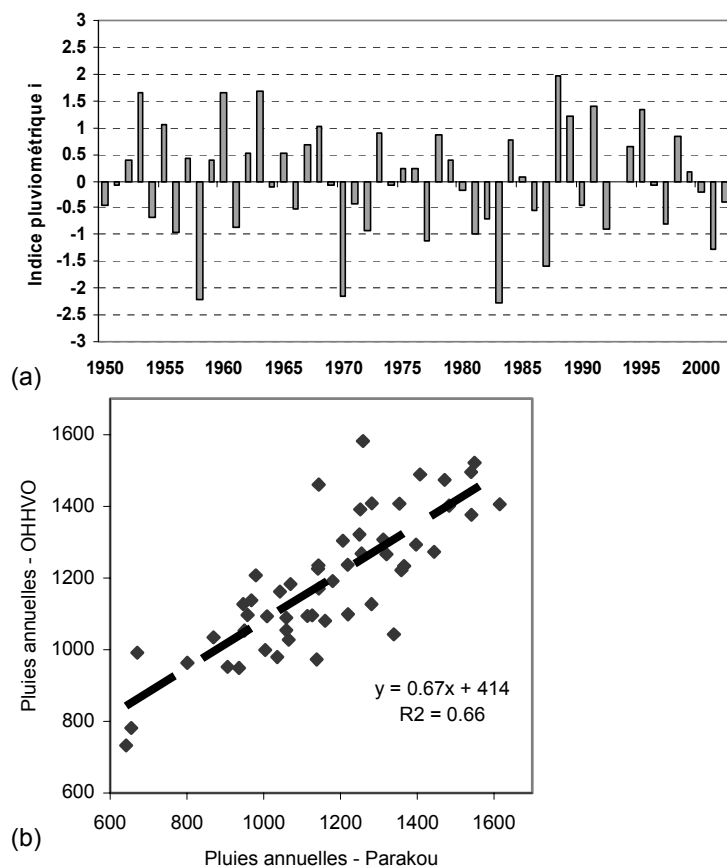 Indice pluviométrique i
3
2.5
2
1.5
1
0.5
0
-0.5
-1
-1.5
-2
-2.5
-3
1950 1955 1960 1965 1970 1975 1980 1985 1990 1995 2000
(a)
Pluies annuelles - OHHVO
1600
1400
1200
1000
800
600
y = 0.67x + 414
R2 = 0.66
600 800 1000 1200 1400 1600
(b)
Pluies annuelles - Parakou